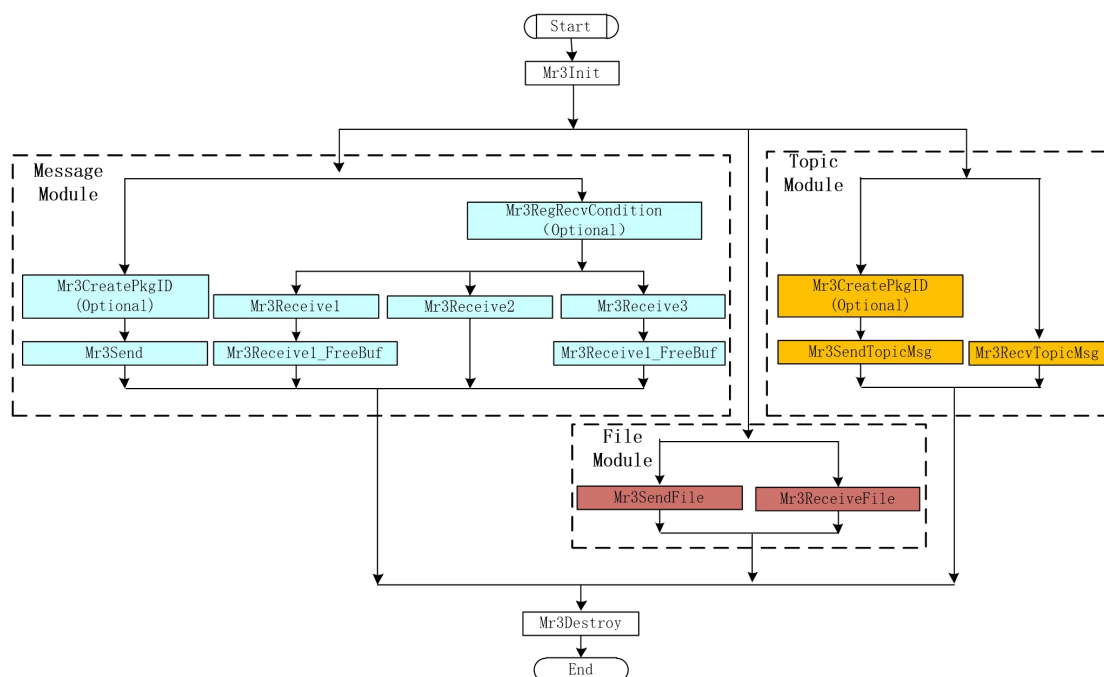 Start
Mr3Init
Message
Module
Topic
Module
Mr3RegRecvCondition
(Optional)
Mr3CreatePkgID
(Optional)
Mr3Receive1
Mr3Receive2
Mr3Receive3
Mr3CreatePkgID
(Optional)
Mr3Send
Mr3Receive1_FreeBuf
Mr3Receive1_FreeBuf
Mr3SendTopicMsg
Mr3RecvTopicMsg
File
Module
Mr3SendFile
Mr3ReceiveFile
Mr3Destroy
End